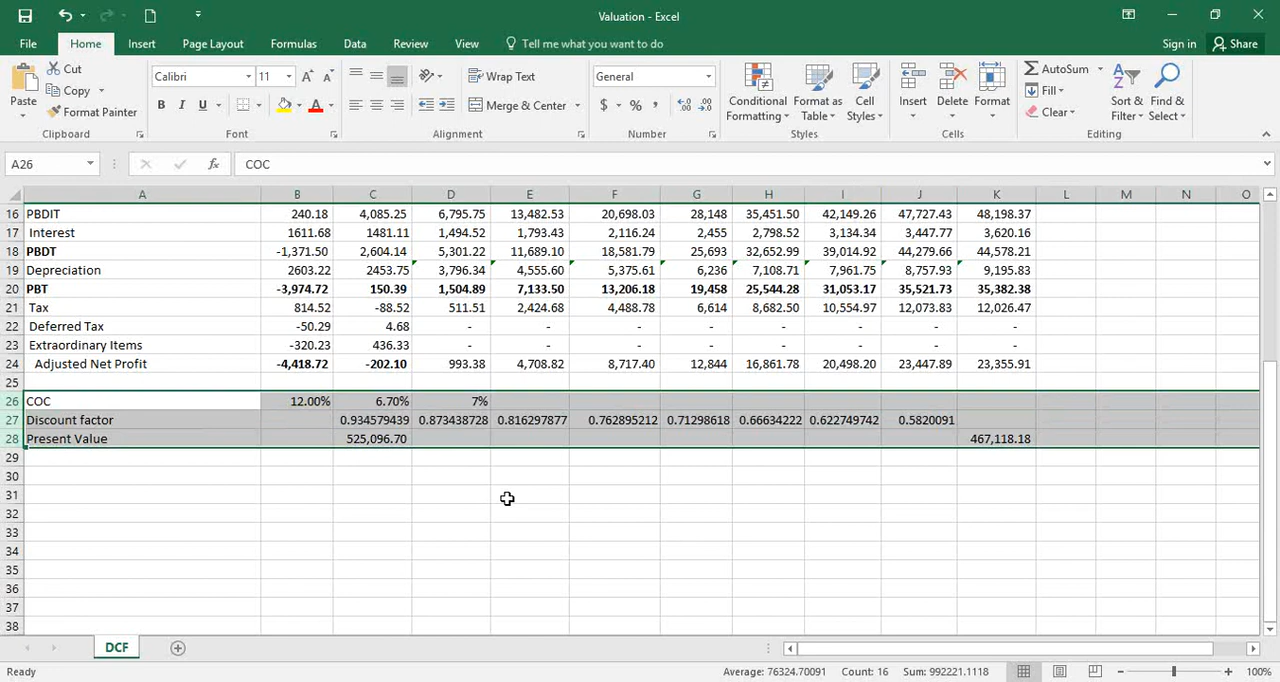 Valuation - Excel
File Home Insert Page Layout Formulas Data Review View Tell me what you want to do Sign in Share
Paste Cut Copy Format Painter Clipboard
Calibri 11 A A B I U A Font
Wrap Text Merge & Center Alignment
General $ % , Number
Conditional Formatting Format as Table Cell Styles Styles
Insert Delete Format Cells
AutoSum Fill Clear Sort & Filter Find & Select Editing
A26 fx COC
A B C D E F G H I J K L M N O
16 PBDIT 240.18 4,085.25 6,795.75 13,482.53 20,698.03 28,148 35,451.50 42,149.26 47,727.43 48,198.37
17 Interest 1611.68 1481.11 1,494.52 1,793.43 2,116.24 2,455 2,798.52 3,134.34 3,447.77 3,620.16
18 PBDT -1,371.50 2,604.14 5,301.22 11,689.10 18,581.79 25,693 32,652.99 39,014.92 44,279.66 44,578.21
19 Depreciation 2603.22 2453.75 3,796.34 4,555.60 5,375.61 6,236 7,108.71 7,961.75 8,757.93 9,195.83
20 PBT -3,974.72 150.39 1,504.89 7,133.50 13,206.18 19,458 25,544.28 31,053.17 35,521.73 35,382.38
21 Tax 814.52 -88.52 511.51 2,424.68 4,488.78 6,614 8,682.50 10,554.97 12,073.83 12,026.47
22 Deferred Tax -50.29 4.68 - - - - - - - -
23 Extraordinary Items -320.23 436.33 - - - - - - - -
24 Adjusted Net Profit -4,418.72 -202.10 993.38 4,708.82 8,717.40 12,844 16,861.78 20,498.20 23,447.89 23,355.91
25
26 COC 12.00% 6.70% 7%
27 Discount factor 0.934579439 0.873438728 0.816297877 0.762895212 0.71298618 0.66634222 0.622749742 0.5820091
28 Present Value 525,096.70 467,118.18
29
30
31
32
33
34
35
36
37
38
DCF
Ready Average: 76324.70091 Count: 16 Sum: 992221.1118 100%